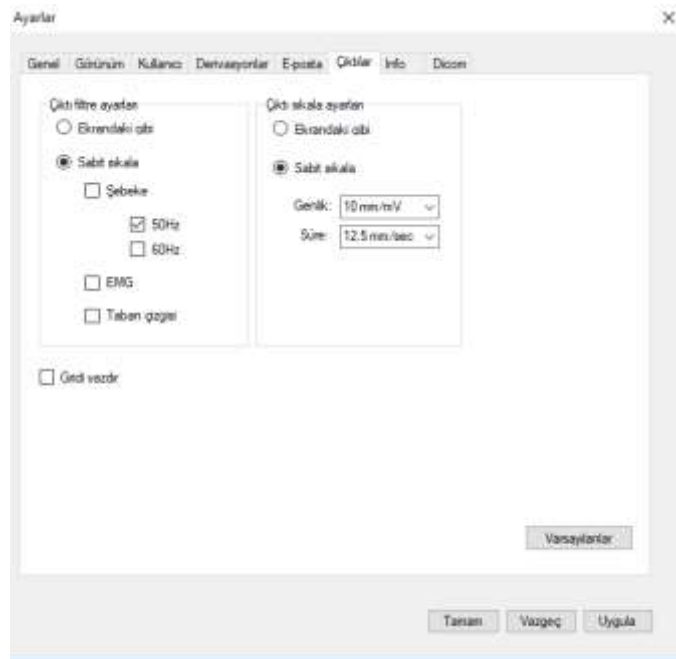 Ayarlar
Genel Görünüm Kullanıcı Derivasyonlar E-posta Çıktılar Info Dicom
Çıktı filtre ayarları
Çıktı skala ayarları
Ekrandaki gibi
Ekrandaki gibi
Sabit skala
Sabit skala
Şebeke
Genlik: 10 mm/mV
50Hz
Süre: 12.5 mm/sec
60Hz
EMG
Taban çizgisi
Gridi yazdır
Varsayılanlar
Tamam Vazgeç Uygula